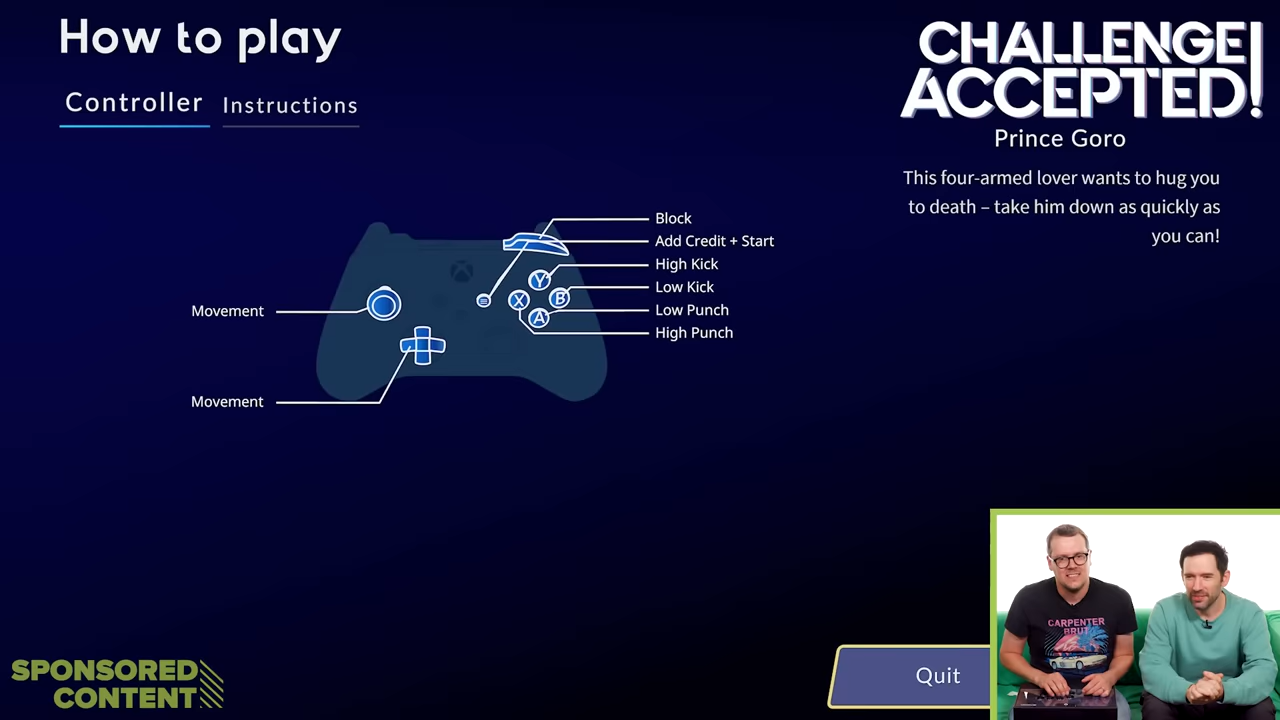 How to play
Controller
Instructions
CHALLENGE
ACCEPTED!
Prince Goro
This four-armed lover wants to hug you
to death – take him down as quickly as
you can!
Block
Add Credit + Start
High Kick
Low Kick
Low Punch
High Punch
Y
B
X
A
Movement
Movement
Quit
CARPENTER
BRUT
SPONSORED
CONTENT